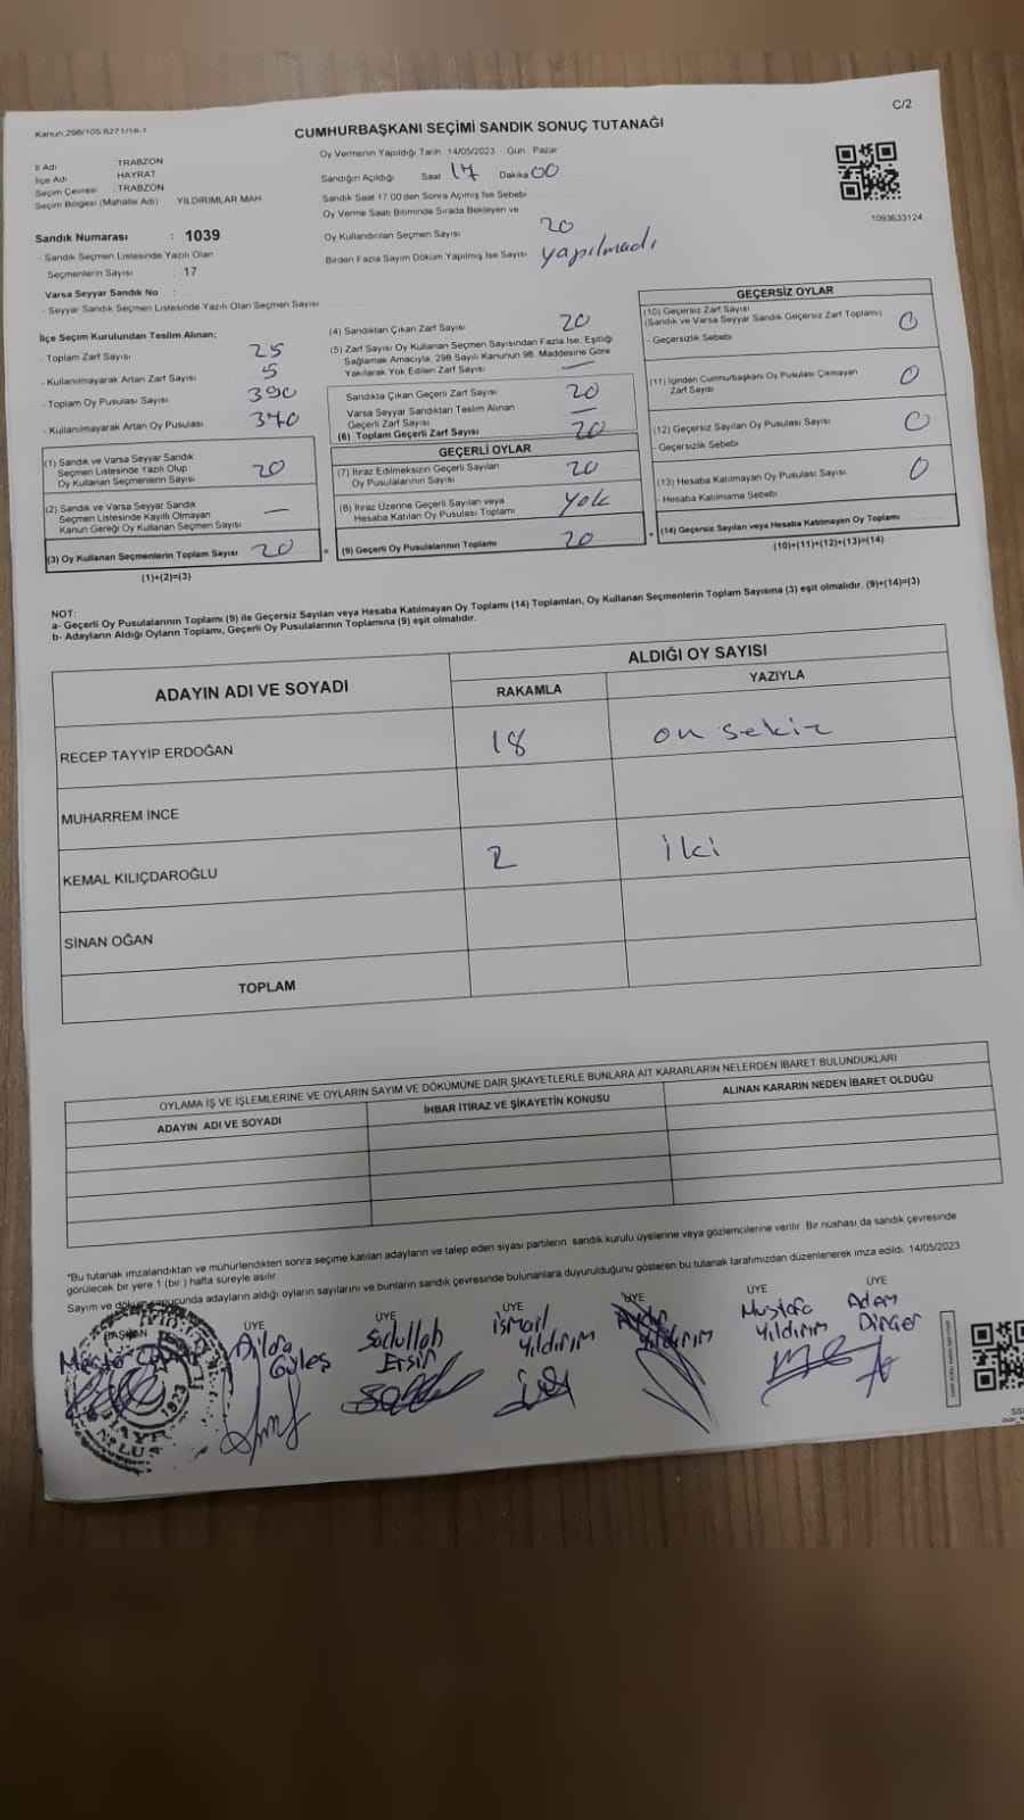 C/2
Kanun:298/105 6271/16-1
CUMHURBAŞKANI SEÇİMİ SANDIK SONUÇ TUTANAĞI
İl Adı TRABZON
İlçe Adı HAYRAT
Seçim Çevresi TRABZON
Seçim Bölgesi (Mahalle Adı) YILDIRIMLAR MAH.
Sandık Numarası : 1039
- Sandık Seçmen Listesinde Yazılı Olan
Seçmenlerin Sayısı : 17
Varsa Seyyar Sandık No :
- Seyyar Sandık Seçmen Listesinde Yazılı Olan Seçmen Sayısı
Oy Vermenin Yapıldığı Tarih 14/05/2023 Gün Pazar
Sandığın Açıldığı Saat 17 Dakika 00
Sandık Saat 17.00'den Sonra Açılmış İse Sebebi
Oy Verme Saati Bitiminde Sırada Bekleyen ve
Oy Kullandırılan Seçmen Sayısı 20
Birden Fazla Sayım Döküm Yapılmış İse Sayısı yapılmadı
1093633124
İlçe Seçim Kurulundan Teslim Alınan:
- Toplam Zarf Sayısı 25
- Kullanılmayarak Artan Zarf Sayısı 5
- Toplam Oy Pusulası Sayısı 390
- Kullanılmayarak Artan Oy Pusulası 340
(1) Sandık ve Varsa Seyyar Sandık
Seçmen Listesinde Yazılı Olup
Oy Kullanan Seçmenlerin Sayısı 20
(2) Sandık ve Varsa Seyyar Sandık
Seçmen Listesinde Kayıtlı Olmayan
Kanun Gereği Oy Kullanan Seçmen Sayısı —
(3) Oy Kullanan Seçmenlerin Toplam Sayısı 20
(1)+(2)=(3)
(4) Sandıktan Çıkan Zarf Sayısı 20
(5) Zarf Sayısı Oy Kullanan Seçmen Sayısından Fazla İse, Eşitliği
Sağlamak Amacıyla, 298 Sayılı Kanunun 98. Maddesine Göre
Yakılarak Yok Edilen Zarf Sayısı —
Sandıkta Çıkan Geçerli Zarf Sayısı 20
Varsa Seyyar Sandıktan Teslim Alınan
Geçerli Zarf Sayısı —
(6) Toplam Geçerli Zarf Sayısı 20
GEÇERLİ OYLAR
(7) İtiraz Edilmeksizin Geçerli Sayılan
Oy Pusulalarının Sayısı 20
(8) İtiraz Üzerine Geçerli Sayılan veya
Hesaba Katılan Oy Pusulası Toplamı yok
= (9) Geçerli Oy Pusulalarının Toplamı 20
GEÇERSİZ OYLAR
(10) Geçersiz Zarf Sayısı
(Sandık ve Varsa Seyyar Sandık Geçersiz Zarf Toplamı) 0
- Geçersizlik Sebebi
(11) İçinden Cumhurbaşkanı Oy Pusulası Çıkmayan
Zarf Sayısı 0
(12) Geçersiz Sayılan Oy Pusulası Sayısı 0
- Geçersizlik Sebebi
(13) Hesaba Katılmayan Oy Pusulası Sayısı 0
- Hesaba Katılmama Sebebi
+ (14) Geçersiz Sayılan veya Hesaba Katılmayan Oy Toplamı
(10)+(11)+(12)+(13)=(14)
NOT:
a- Geçerli Oy Pusulalarının Toplamı (9) ile Geçersiz Sayılan veya Hesaba Katılmayan Oy Toplamı (14) Toplamları, Oy Kullanan Seçmenlerin Toplam Sayısına (3) eşit olmalıdır. (9)+(14)=(3)
b- Adayların Aldığı Oyların Toplamı, Geçerli Oy Pusulalarının Toplamına (9) eşit olmalıdır.
ADAYIN ADI VE SOYADI
ALDIĞI OY SAYISI
RAKAMLA YAZIYLA
RECEP TAYYİP ERDOĞAN 18 on sekiz
MUHARREM İNCE
KEMAL KILIÇDAROĞLU 2 iki
SİNAN OĞAN
TOPLAM
OYLAMA İŞ VE İŞLEMLERİNE VE OYLARIN SAYIM VE DÖKÜMÜNE DAİR ŞİKAYETLERLE BUNLARA AİT KARARLARIN NELERDEN İBARET BULUNDUKLARI
ADAYIN ADI VE SOYADI İHBAR İTİRAZ VE ŞİKAYETİN KONUSU ALINAN KARARIN NEDEN İBARET OLDUĞU
"Bu tutanak imzalandıktan ve mühürlendikten sonra seçime katılan adayların ve talep eden siyasi partilerin sandık kurulu üyelerine veya gözlemcilerine verilir. Bir nüshası da sandık çevresinde
görülecek bir yere 1 (bir) hafta süreyle asılır.
Sayım ve döküm sonucunda adayların aldığı oyların sayılarını ve bunların sandık çevresinde bulunanlara duyurulduğunu gösteren bu tutanak tarafımızdan düzenlenerek imza edildi. 14/05/2023
BAŞKAN ÜYE ÜYE ÜYE ÜYE ÜYE ÜYE
Sadullah Ersin
İsmail Yıldırım
Yıldırım
Mustafa Yıldırım
Adem Dinçer
1923